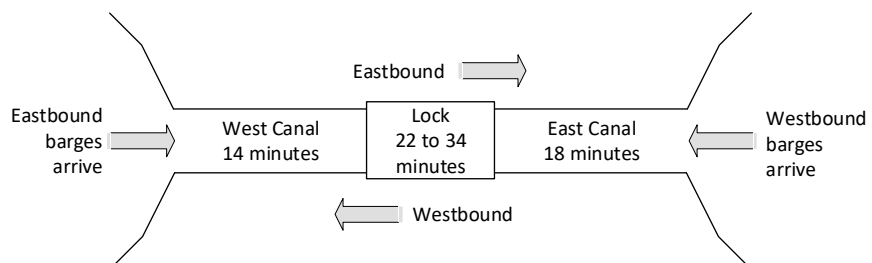 Eastbound
Eastbound
barges
arrive
West Canal
14 minutes
Lock
22 to 34
minutes
East Canal
18 minutes
Westbound
barges
arrive
Westbound